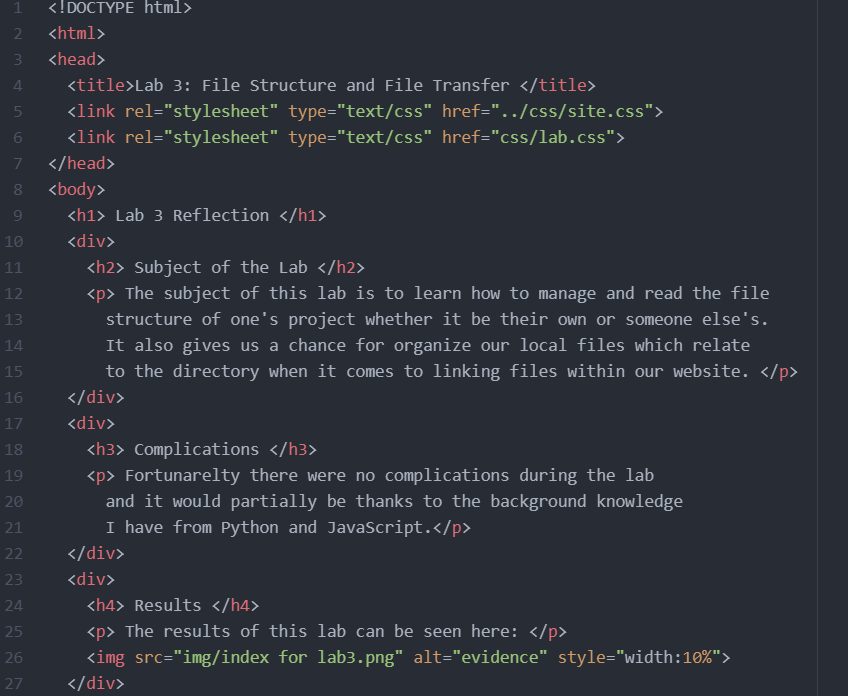 1 <!DOCTYPE html>
2 <html>
3 <head>
4 <title>Lab 3: File Structure and File Transfer </title>
5 <link rel="stylesheet" type="text/css" href="../css/site.css">
6 <link rel="stylesheet" type="text/css" href="css/lab.css">
7 </head>
8 <body>
9 <h1> Lab 3 Reflection </h1>
10 <div>
11 <h2> Subject of the Lab </h2>
12 <p> The subject of this lab is to learn how to manage and read the file
13 structure of one's project whether it be their own or someone else's.
14 It also gives us a chance for organize our local files which relate
15 to the directory when it comes to linking files within our website. </p>
16 </div>
17 <div>
18 <h3> Complications </h3>
19 <p> Fortunarelty there were no complications during the lab
20 and it would partially be thanks to the background knowledge
21 I have from Python and JavaScript.</p>
22 </div>
23 <div>
24 <h4> Results </h4>
25 <p> The results of this lab can be seen here: </p>
26 <img src="img/index for lab3.png" alt="evidence" style="width:10%">
27 </div>